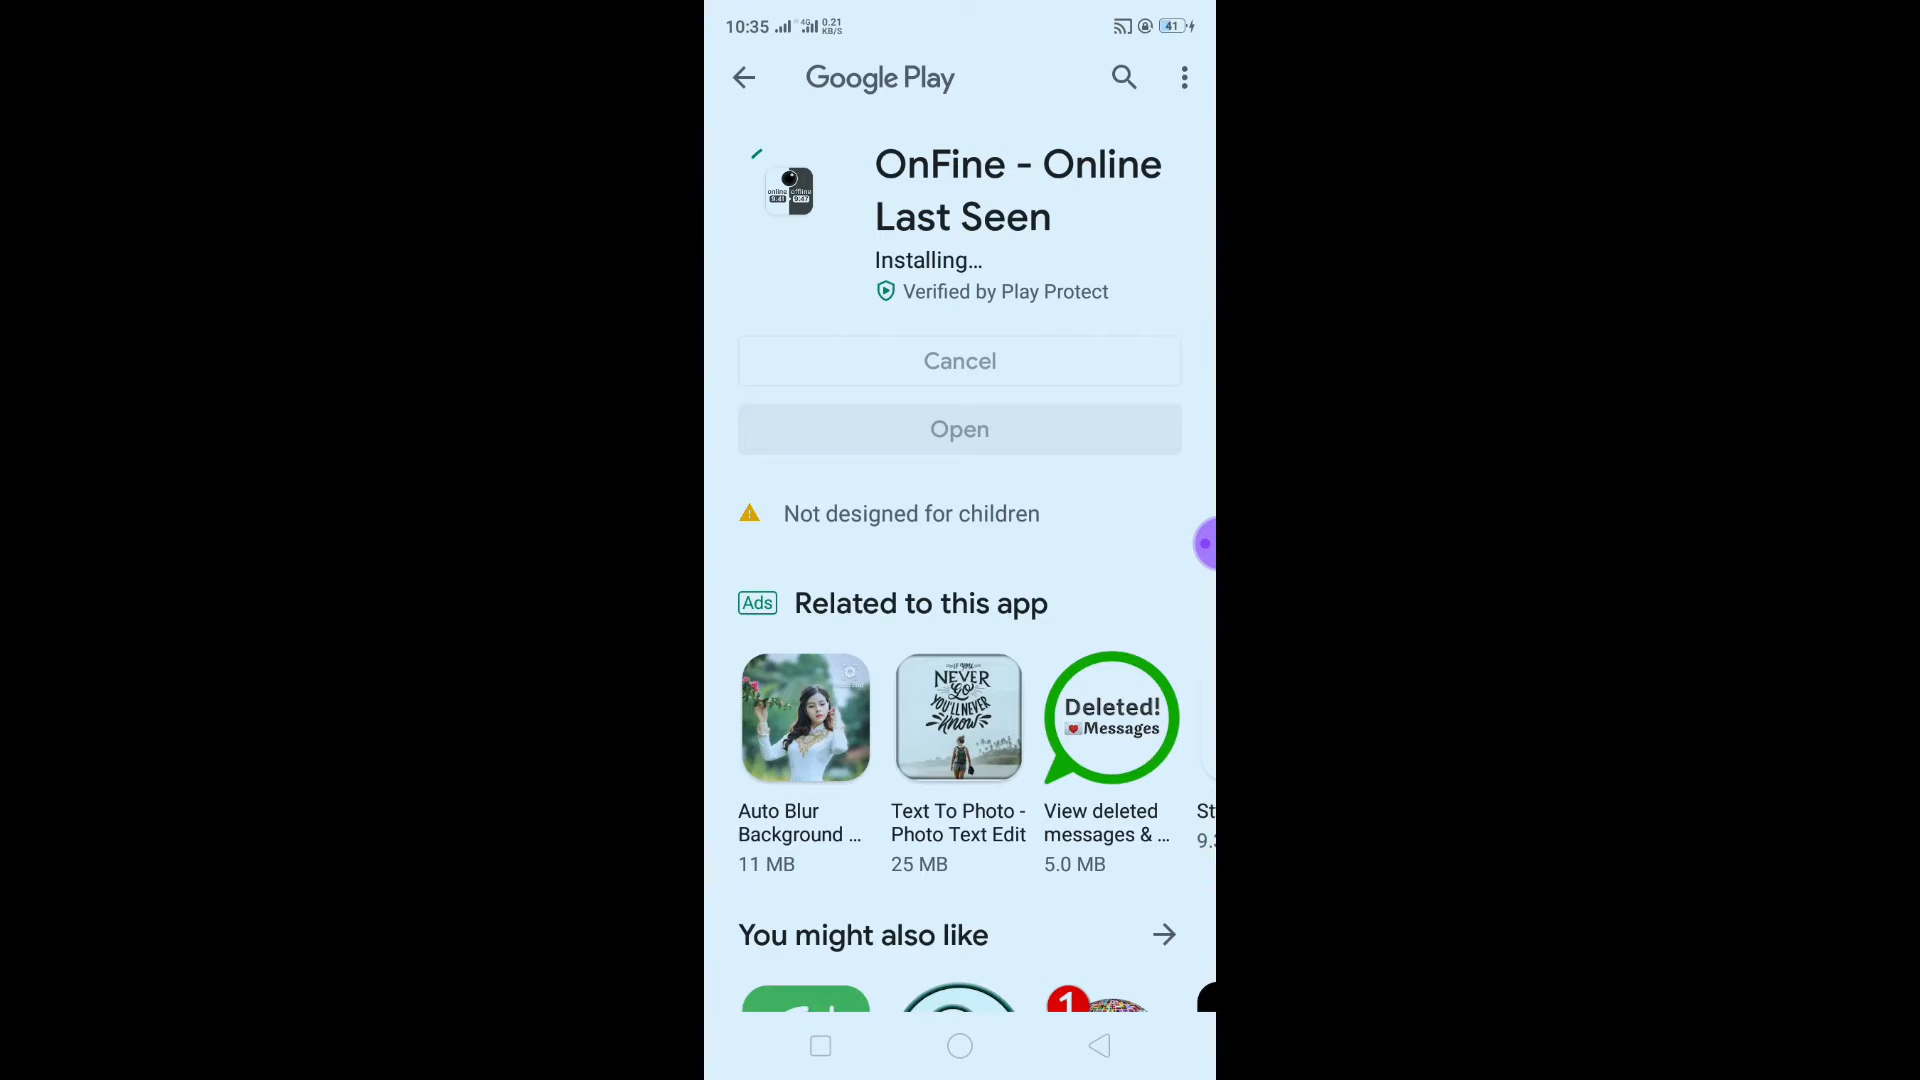 10:35 4G 0.21 KB/S 41
Google Play
OnFine - Online
Last Seen
online offline
9:41 9:47
Installing...
Verified by Play Protect
Cancel
Open
Not designed for children
Ads Related to this app
NEVER
Go
YOU'LL NEVER
Know
Deleted!
Messages
Auto Blur
Background ...
11 MB
Text To Photo -
Photo Text Edit
25 MB
View deleted
messages & ...
5.0 MB
St
9.
You might also like
1